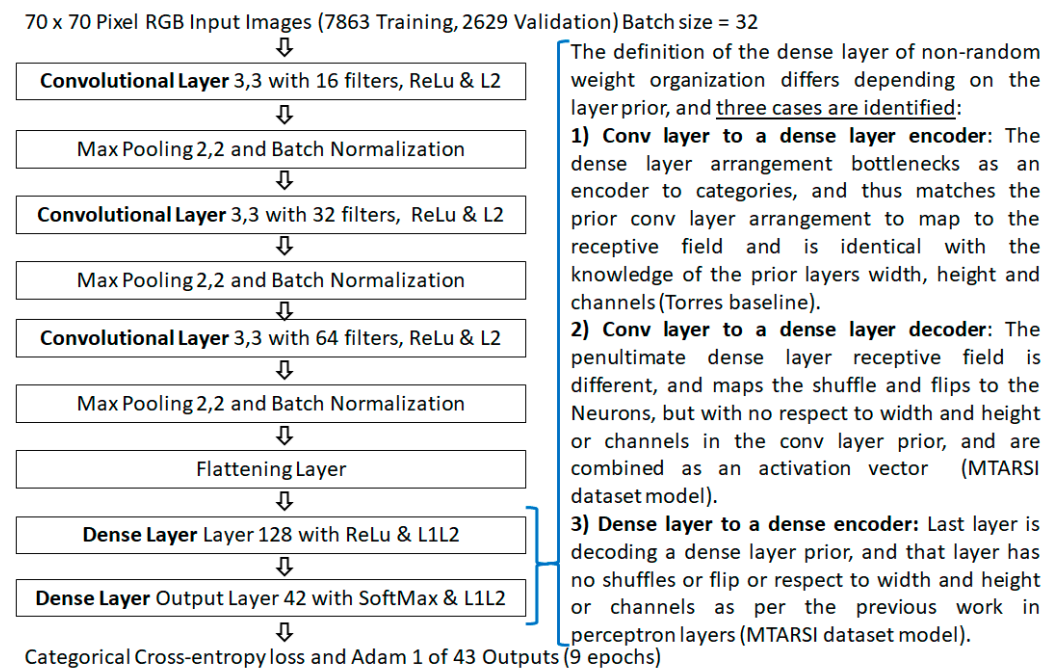 70 x 70 Pixel RGB Input Images (7863 Training, 2629 Validation) Batch size = 32
Convolutional Layer 3,3 with 16 filters, ReLu & L2
Max Pooling 2,2 and Batch Normalization
Convolutional Layer 3,3 with 32 filters, ReLu & L2
Max Pooling 2,2 and Batch Normalization
Convolutional Layer 3,3 with 64 filters, ReLu & L2
Max Pooling 2,2 and Batch Normalization
Flattening Layer
Dense Layer Layer 128 with ReLu & L1L2
Dense Layer Output Layer 42 with SoftMax & L1L2
Categorical Cross-entropy loss and Adam 1 of 43 Outputs (9 epochs)
The definition of the dense layer of non-random
weight organization differs depending on the
layer prior, and three cases are identified:
1) Conv layer to a dense layer encoder: The
dense layer arrangement bottlenecks as an
encoder to categories, and thus matches the
prior conv layer arrangement to map to the
receptive field and is identical with the
knowledge of the prior layers width, height and
channels (Torres baseline).
2) Conv layer to a dense layer decoder: The
penultimate dense layer receptive field is
different, and maps the shuffle and flips to the
Neurons, but with no respect to width and height
or channels in the conv layer prior, and are
combined as an activation vector (MTARSI
dataset model).
3) Dense layer to a dense encoder: Last layer is
decoding a dense layer prior, and that layer has
no shuffles or flip or respect to width and height
or channels as per the previous work in
perceptron layers (MTARSI dataset model).